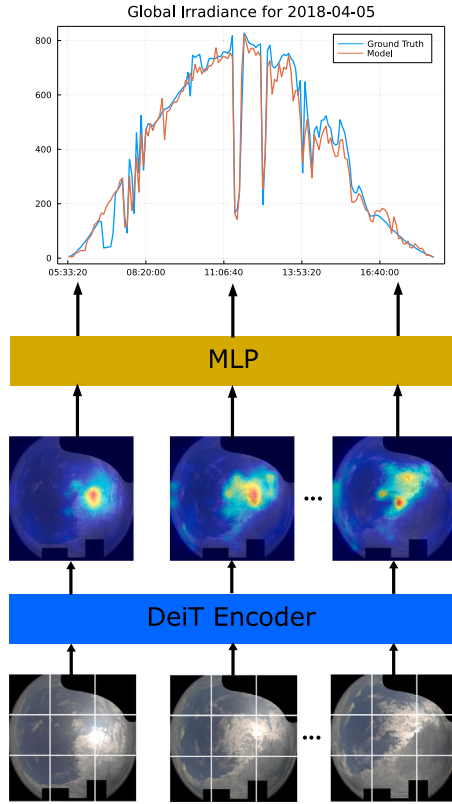 Global Irradiance for 2018-04-05
800
600
400
200
0
Ground Truth
Model
05:33:20 08:20:00 11:06:40 13:53:20 16:40:00
MLP
...
DeiT Encoder
...